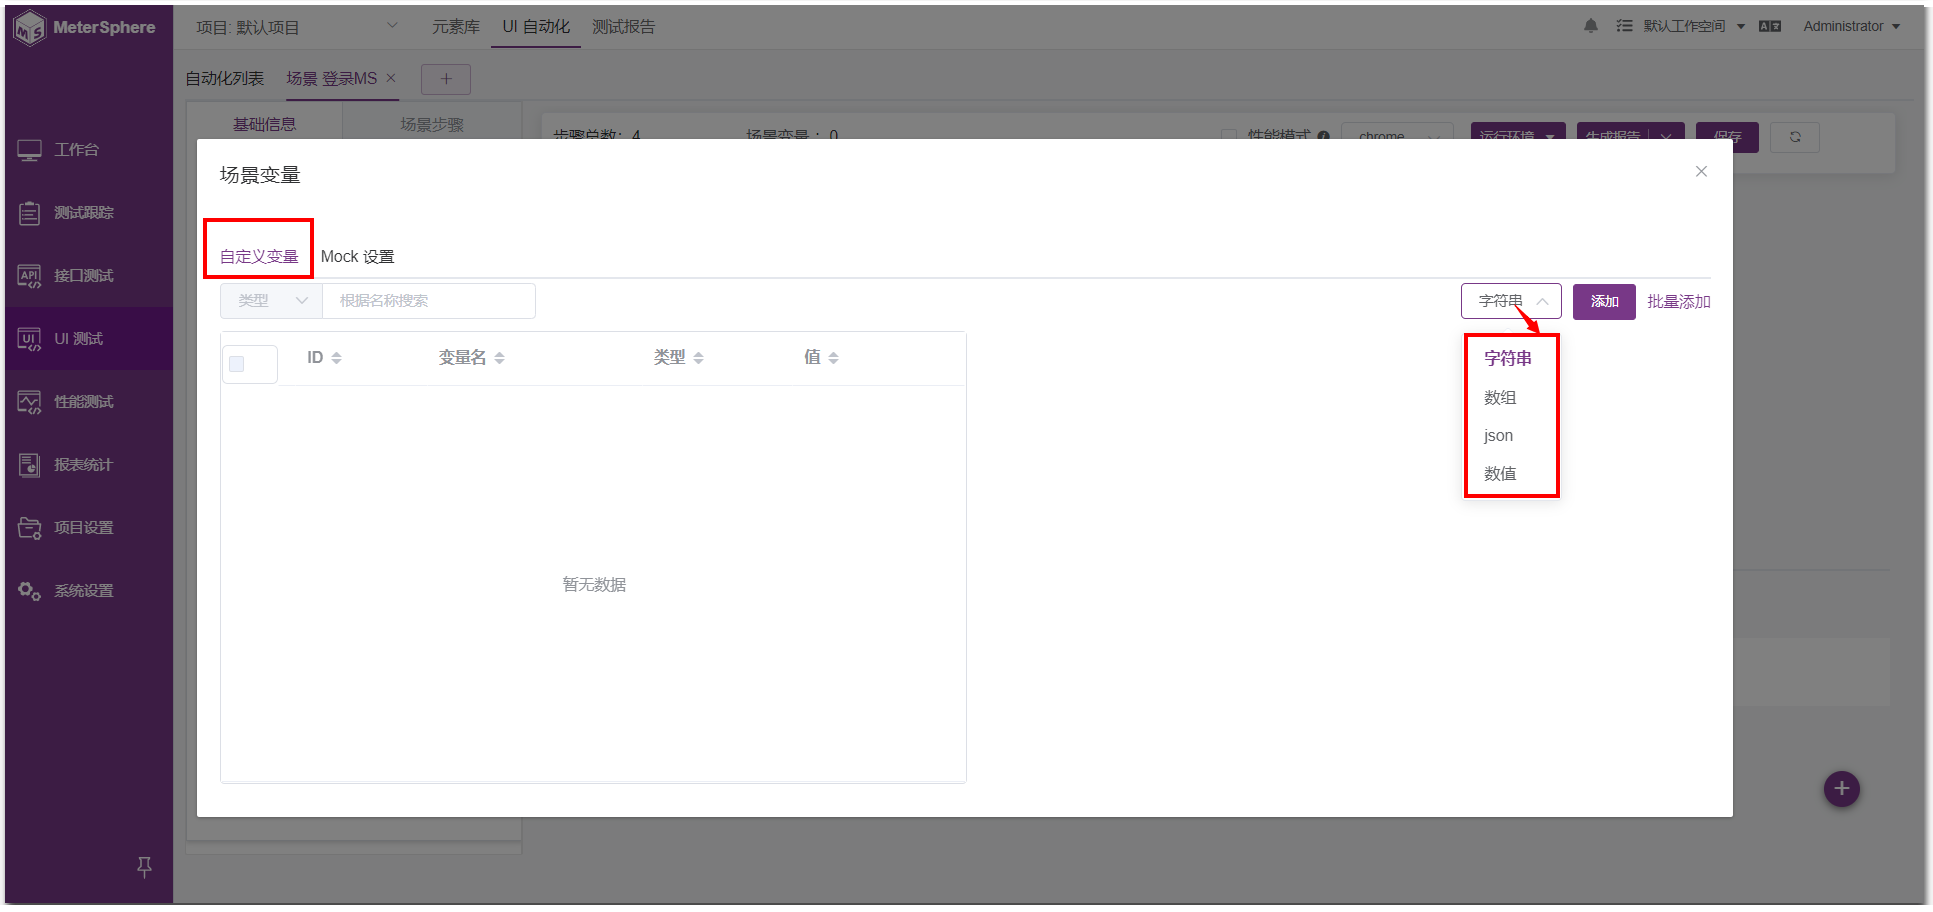 MeterSphere
项目: 默认项目
元素库
UI 自动化
测试报告
默认工作空间
Administrator
自动化列表
场景 登录MS
基础信息
场景步骤
步骤总数: 4
场景变量 : 0
性能模式
chrome
运行环境
生成报告
保存
工作台
测试跟踪
接口测试
UI 测试
性能测试
报表统计
项目设置
系统设置
场景变量
自定义变量
Mock 设置
类型
根据名称搜索
字符串
添加
批量添加
ID
变量名
类型
值
字符串
数组
json
数值
暂无数据